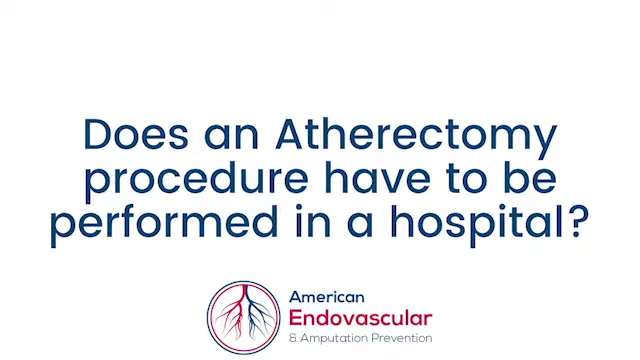 Does an Atherectomy
procedure have to be
performed in a hospital?
American
Endovascular
& Amputation Prevention